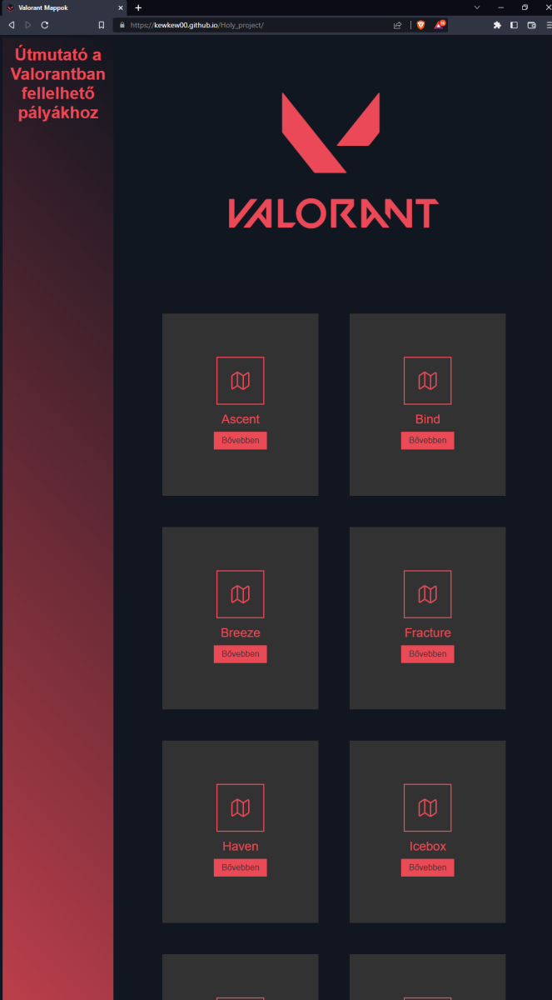 Valorant Mappok
https://kewkew00.github.io/Holy_project/
Útmutató a
Valorantban
fellelhető
pályákhoz
VALORANT
Ascent
Bővebben
Bind
Bővebben
Breeze
Bővebben
Fracture
Bővebben
Haven
Bővebben
Icebox
Bővebben